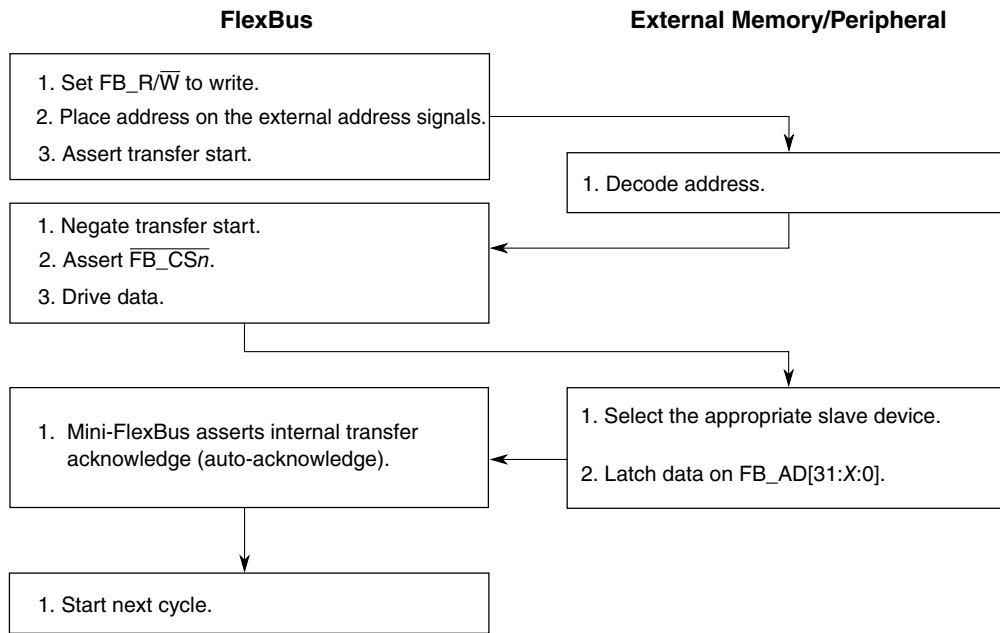 FlexBus
External Memory/Peripheral
1. Set FB_R/W̅ to write.
2. Place address on the external address signals.
3. Assert transfer start.
1. Decode address.
1. Negate transfer start.
2. Assert F̅B̅_̅C̅S̅n̅.
3. Drive data.
1. Select the appropriate slave device.
2. Latch data on FB_AD[31:X:0].
1. Mini-FlexBus asserts internal transfer
acknowledge (auto-acknowledge).
1. Start next cycle.